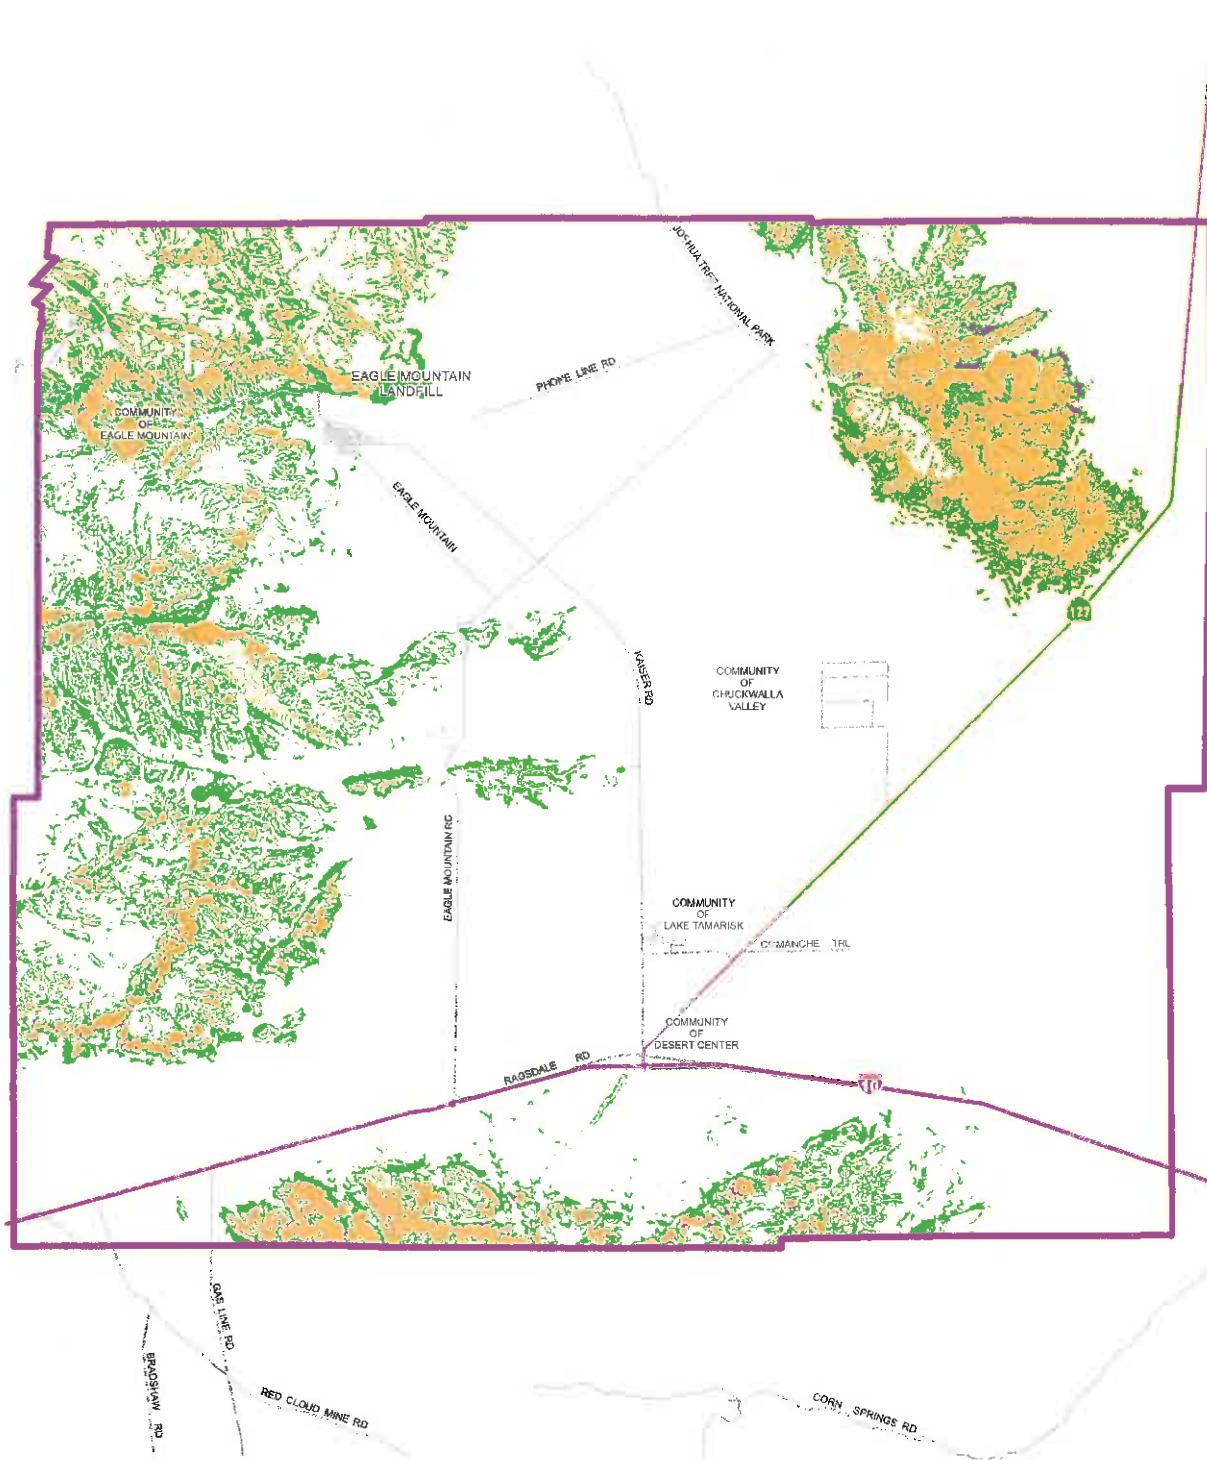 JOSHUA TREE NATIONAL PARK
PHONE LINE RD
EAGLE MOUNTAIN
LANDFILL
COMMUNITY
OF
EAGLE MOUNTAIN
EAGLE MOUNTAIN
177
KAISER RD
COMMUNITY
OF
CHUCKWALLA
VALLEY
EAGLE MOUNTAIN RD
COMMUNITY
OF
LAKE TAMARISK
COMANCHE TRL
COMMUNITY
OF
DESERT CENTER
RAGSDALE RD
10
GAS LINE RD
BRADSHAW RD
RED CLOUD MINE RD
CORN SPRINGS RD